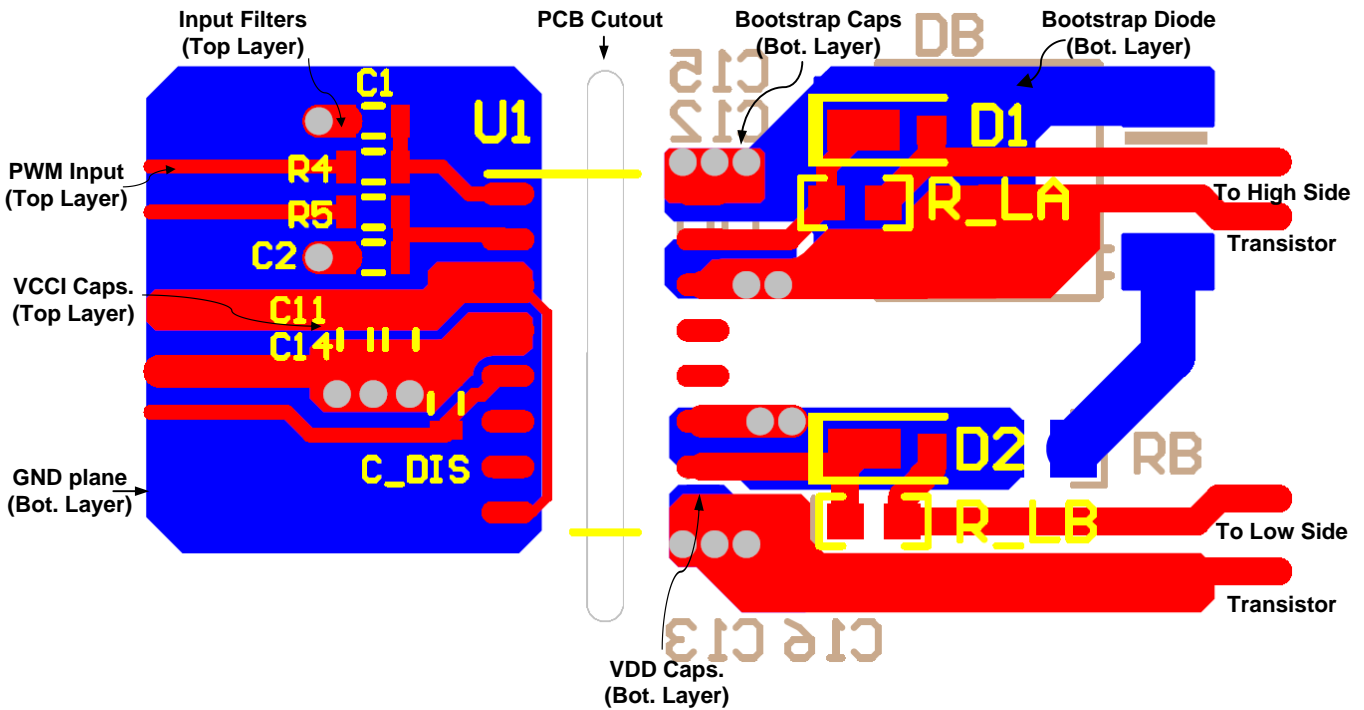 Input Filters
(Top Layer)
PCB Cutout
Bootstrap Caps
(Bot. Layer)
Bootstrap Diode
(Bot. Layer)
DB
C15
C12
C1
U1
D1
PWM Input
(Top Layer)
R4
R5
R_LA
To High Side
Transistor
C2
VCCI Caps.
(Top Layer)
C11
C14
GND plane
(Bot. Layer)
C_DIS
D2
RB
R_LB
To Low Side
Transistor
C13
C16
VDD Caps.
(Bot. Layer)